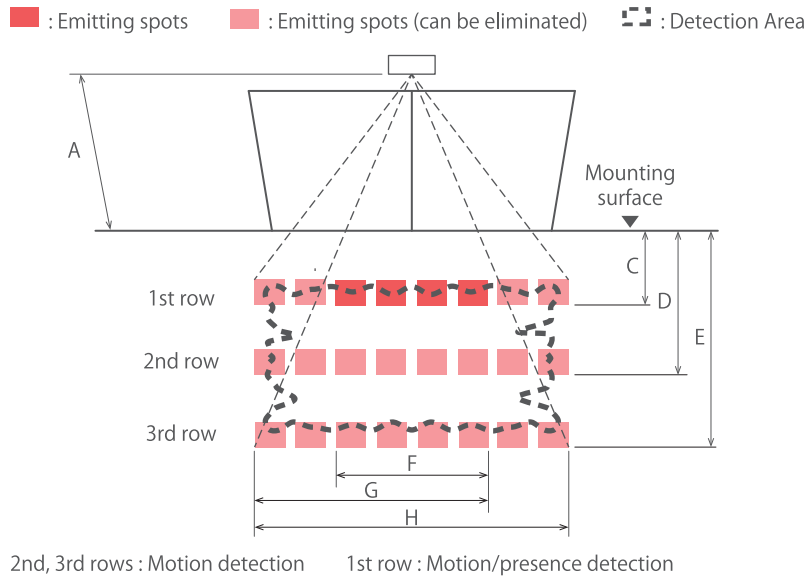 : Emitting spots : Emitting spots (can be eliminated) : Detection Area
A
Mounting
surface
C
D
E
1st row
2nd row
3rd row
F
G
H
2nd, 3rd rows : Motion detection 1st row : Motion/presence detection